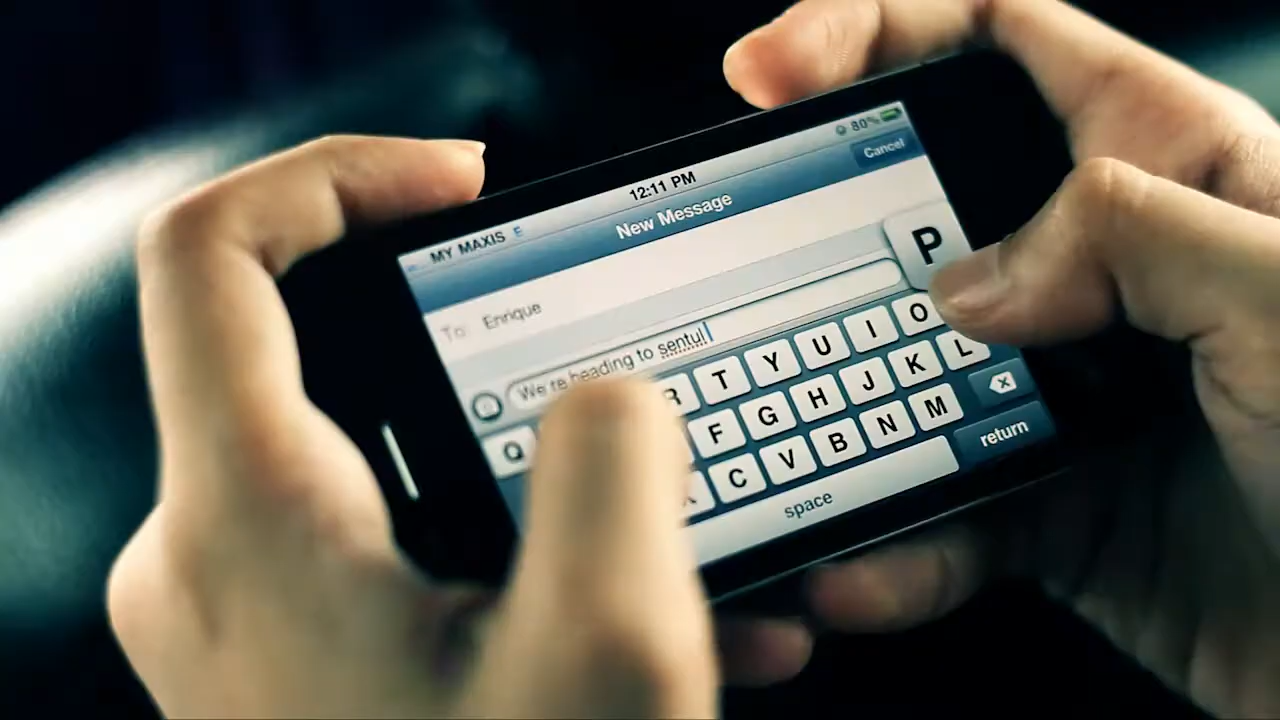 MY MAXIS E 12:11 PM 80%
New Message Cancel
To: Enrique
We're heading to sentul
P
Q R T Y U I O
F G H J K L
C V B N M
space return